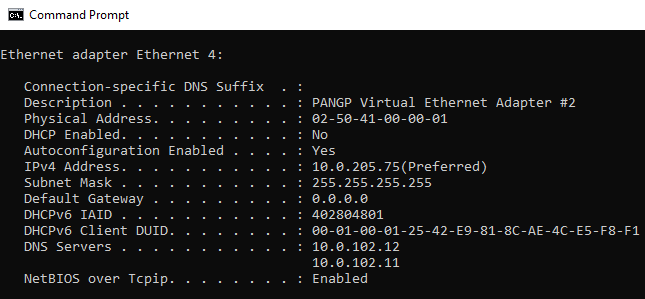 Command Prompt
Ethernet adapter Ethernet 4:
Connection-specific DNS Suffix  . :
Description . . . . . . . . . . . : PANGP Virtual Ethernet Adapter #2
Physical Address. . . . . . . . . : 02-50-41-00-00-01
DHCP Enabled. . . . . . . . . . . : No
Autoconfiguration Enabled . . . . : Yes
IPv4 Address. . . . . . . . . . . : 10.0.205.75(Preferred)
Subnet Mask . . . . . . . . . . . : 255.255.255.255
Default Gateway . . . . . . . . . : 0.0.0.0
DHCPv6 IAID . . . . . . . . . . . : 402804801
DHCPv6 Client DUID. . . . . . . . : 00-01-00-01-25-42-E9-81-8C-AE-4C-E5-F8-F1
DNS Servers . . . . . . . . . . . : 10.0.102.12
10.0.102.11
NetBIOS over Tcpip. . . . . . . . : Enabled